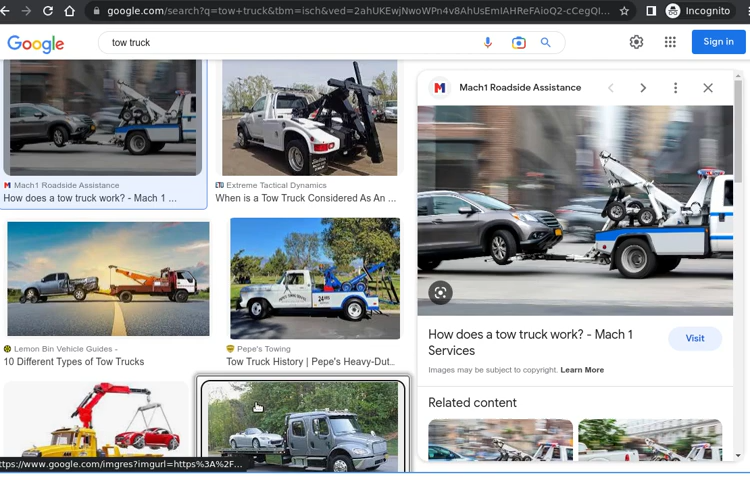 google.com/search?q=tow+truck&tbm=isch&ved=2ahUKEwjNwoWPn4v8AhUsEmIAHReFAioQ2-cCegQI...
Incognito
Google
tow truck
Sign in
Mach1 Roadside Assistance
How does a tow truck work? - Mach 1 ...
Extreme Tactical Dynamics
When is a Tow Truck Considered As An ...
Lemon Bin Vehicle Guides -
10 Different Types of Tow Trucks
Pepe's Towing
Tow Truck History | Pepe's Heavy-Dut..
ttps://www.google.com/imgres?imgurl=https%3A%2F...
Mach1 Roadside Assistance
How does a tow truck work? - Mach 1
Services
Visit
Images may be subject to copyright. Learn More
Related content